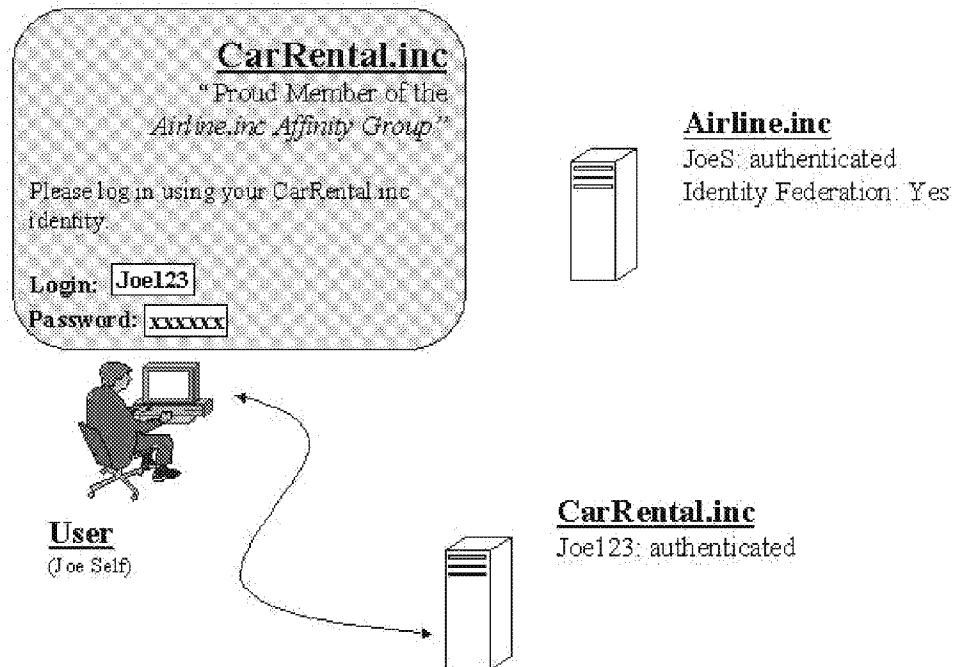 CarRental.inc
"Proud Member of the
Airline.inc Affinity Group"
Please log in using your CarRental.inc
identity.
Login: Joe123
Password: xxxxxx
Airline.inc
JoeS: authenticated
Identity Federation: Yes
User
(Joe Self)
CarRental.inc
Joe123: authenticated